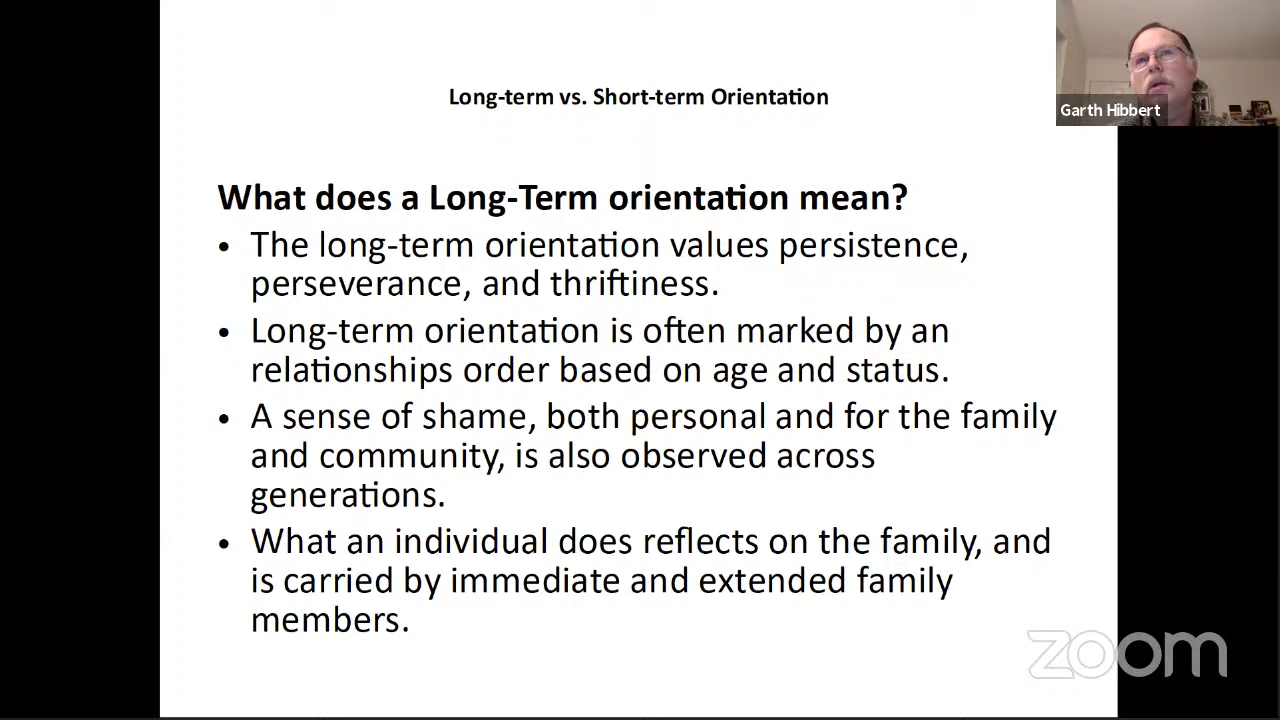 Long-term vs. Short-term Orientation
Garth Hibbert
What does a Long-Term orientation mean?
• The long-term orientation values persistence,
perseverance, and thriftiness.
• Long-term orientation is often marked by an
relationships order based on age and status.
• A sense of shame, both personal and for the family
and community, is also observed across
generations.
• What an individual does reflects on the family, and
is carried by immediate and extended family
members.
zoom